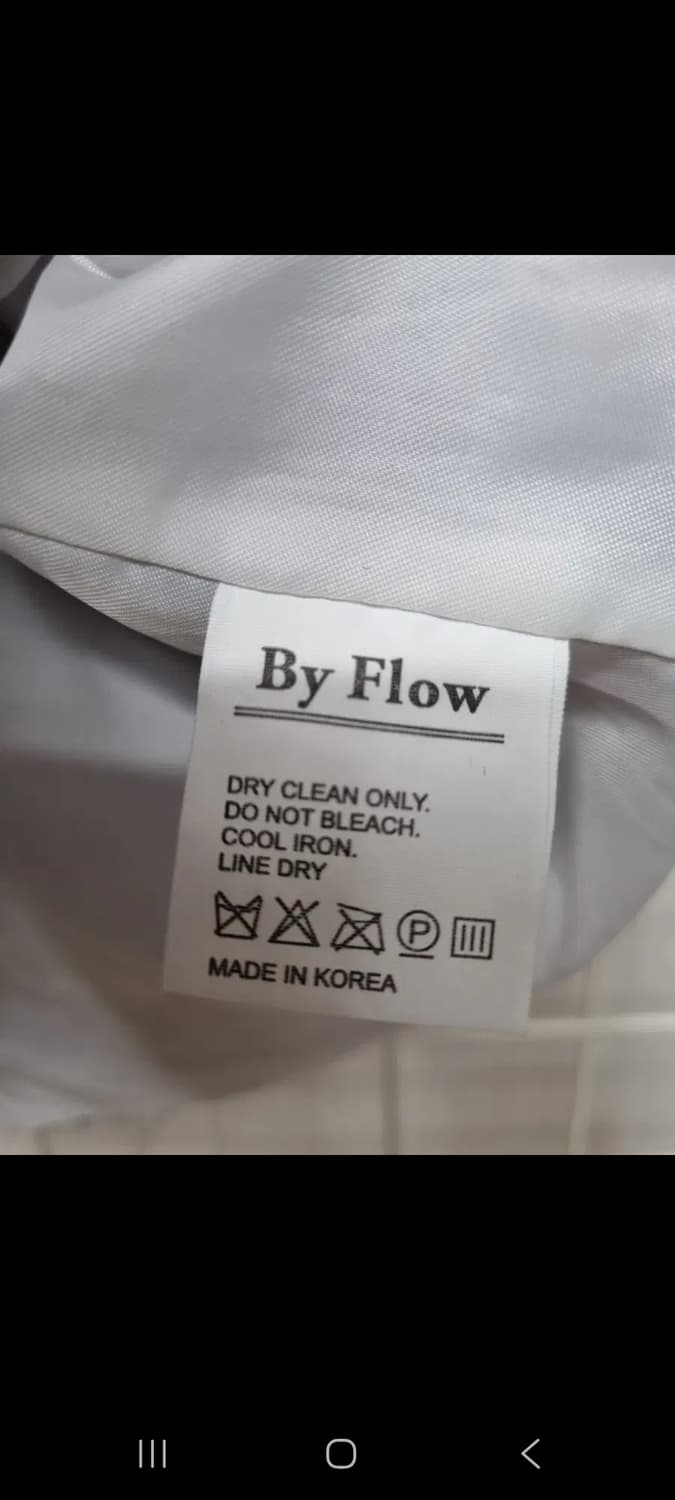 By Flow
DRY CLEAN ONLY.
DO NOT BLEACH.
COOL IRON.
LINE DRY
P
MADE IN KOREA